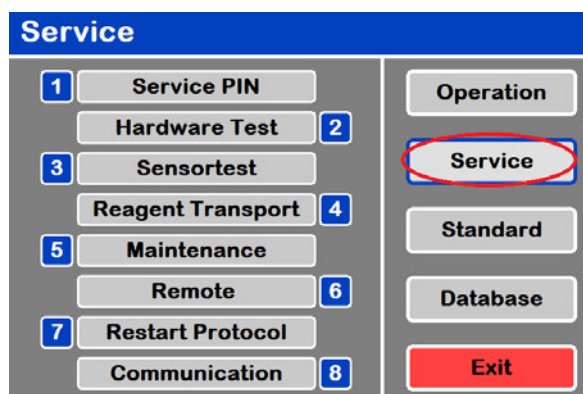 Service
1 Service PIN
Hardware Test 2
3 Sensortest
Reagent Transport 4
5 Maintenance
Remote 6
7 Restart Protocol
Communication 8
Operation
Service
Standard
Database
Exit